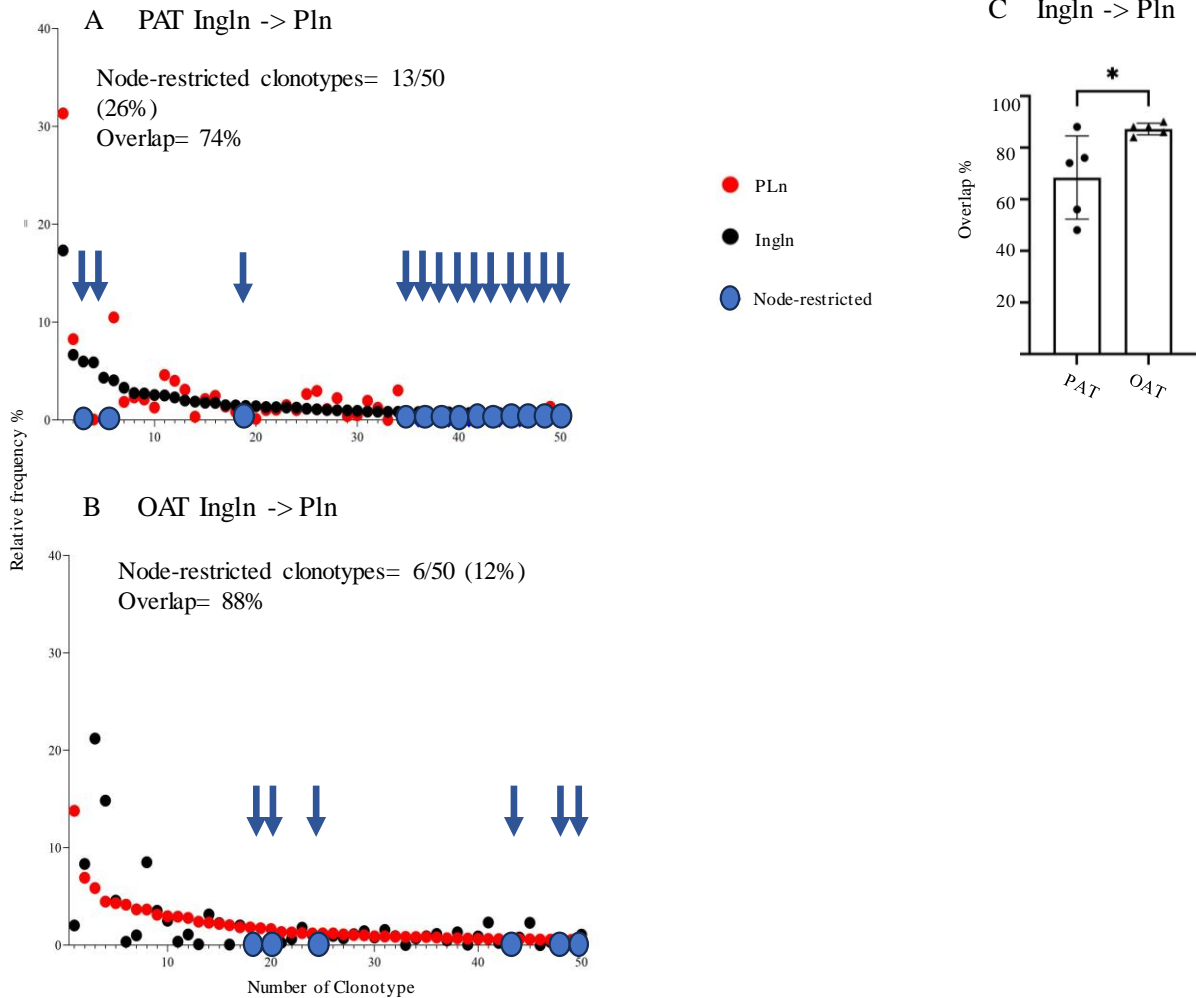 A PAT Ingln -> Pln
Node-restricted clonotypes= 13/50
(26%)
Overlap= 74%
40
30
20
10
0
10
20
30
40
50
PLn
Ingln
Node-restricted
C Ingln -> Pln
*
Overlap %
100
80
60
40
20
PAT
OAT
Relative frequency %
B OAT Ingln -> Pln
Node-restricted clonotypes= 6/50 (12%)
Overlap= 88%
40
30
20
10
0
10
20
30
40
50
Number of Clonotype